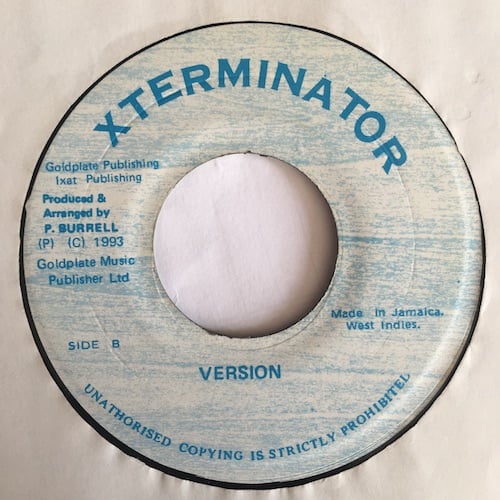 XTERMINATOR
Goldplate Publishing
Ixat Publishing
Produced &
Arranged by
P. BURRELL
(P) (C) 1993
Goldplate Music
Publisher Ltd
Made in Jamaica.
West Indies.
SIDE B
VERSION
UNATHORISED COPYING IS STRICTLY PROHIBITEL